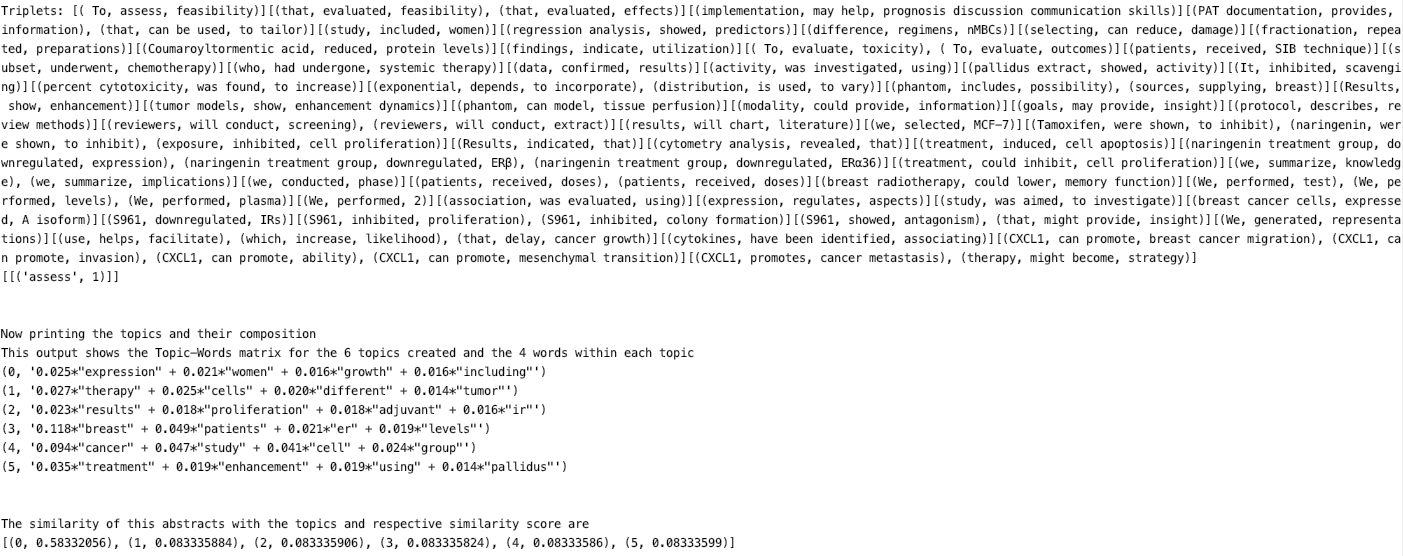 Triplets: [( To, assess, feasibility)][(that, evaluated, feasibility), (that, evaluated, effects)][(implementation, may help, prognosis discussion communication skills)][(PAT documentation, provides,
information), (that, can be used, to tailor)][(study, included, women)][(regression analysis, showed, predictors)][(difference, regimens, nMBCs)][(selecting, can reduce, damage)][(fractionation, repea
ted, preparations)][(Coumaroyltormentic acid, reduced, protein levels)][(findings, indicate, utilization)][( To, evaluate, toxicity), ( To, evaluate, outcomes)][(patients, received, SIB technique)][(s
ubset, underwent, chemotherapy)][(who, had undergone, systemic therapy)][(data, confirmed, results)][(activity, was investigated, using)][(pallidus extract, showed, activity)][(It, inhibited, scavengi
ng)][(percent cytotoxicity, was found, to increase)][(exponential, depends, to incorporate), (distribution, is used, to vary)][(phantom, includes, possibility), (sources, supplying, breast)][(Results,
show, enhancement)][(tumor models, show, enhancement dynamics)][(phantom, can model, tissue perfusion)][(modality, could provide, information)][(goals, may provide, insight)][(protocol, describes, re
view methods)][(reviewers, will conduct, screening), (reviewers, will conduct, extract)][(results, will chart, literature)][(we, selected, MCF-7)][(Tamoxifen, were shown, to inhibit), (naringenin, wer
e shown, to inhibit), (exposure, inhibited, cell proliferation)][(Results, indicated, that)][(cytometry analysis, revealed, that)][(treatment, induced, cell apoptosis)][(naringenin treatment group, do
wnregulated, expression), (naringenin treatment group, downregulated, ERβ), (naringenin treatment group, downregulated, ERα36)][(treatment, could inhibit, cell proliferation)][(we, summarize, knowledg
e), (we, summarize, implications)][(we, conducted, phase)][(patients, received, doses), (patients, received, doses)][(breast radiotherapy, could lower, memory function)][(We, performed, test), (We, pe
rformed, levels), (We, performed, plasma)][(We, performed, 2)][(association, was evaluated, using)][(expression, regulates, aspects)][(study, was aimed, to investigate)][(breast cancer cells, expresse
d, A isoform)][(S961, downregulated, IRs)][(S961, inhibited, proliferation), (S961, inhibited, colony formation)][(S961, showed, antagonism), (that, might provide, insight)][(We, generated, representa
tions)][(use, helps, facilitate), (which, increase, likelihood), (that, delay, cancer growth)][(cytokines, have been identified, associating)][(CXCL1, can promote, breast cancer migration), (CXCL1, ca
n promote, invasion), (CXCL1, can promote, ability), (CXCL1, can promote, mesenchymal transition)][(CXCL1, promotes, cancer metastasis), (therapy, might become, strategy)]
[[('assess', 1)]]
Now printing the topics and their composition
This output shows the Topic-Words matrix for the 6 topics created and the 4 words within each topic
(0, '0.025*"expression" + 0.021*"women" + 0.016*"growth" + 0.016*"including"')
(1, '0.027*"therapy" + 0.025*"cells" + 0.020*"different" + 0.014*"tumor"')
(2, '0.023*"results" + 0.018*"proliferation" + 0.018*"adjuvant" + 0.016*"ir"')
(3, '0.118*"breast" + 0.049*"patients" + 0.021*"er" + 0.019*"levels"')
(4, '0.094*"cancer" + 0.047*"study" + 0.041*"cell" + 0.024*"group"')
(5, '0.035*"treatment" + 0.019*"enhancement" + 0.019*"using" + 0.014*"pallidus"')
The similarity of this abstracts with the topics and respective similarity score are
[(0, 0.58332056), (1, 0.083335884), (2, 0.083335906), (3, 0.083335824), (4, 0.08333586), (5, 0.08333599)]